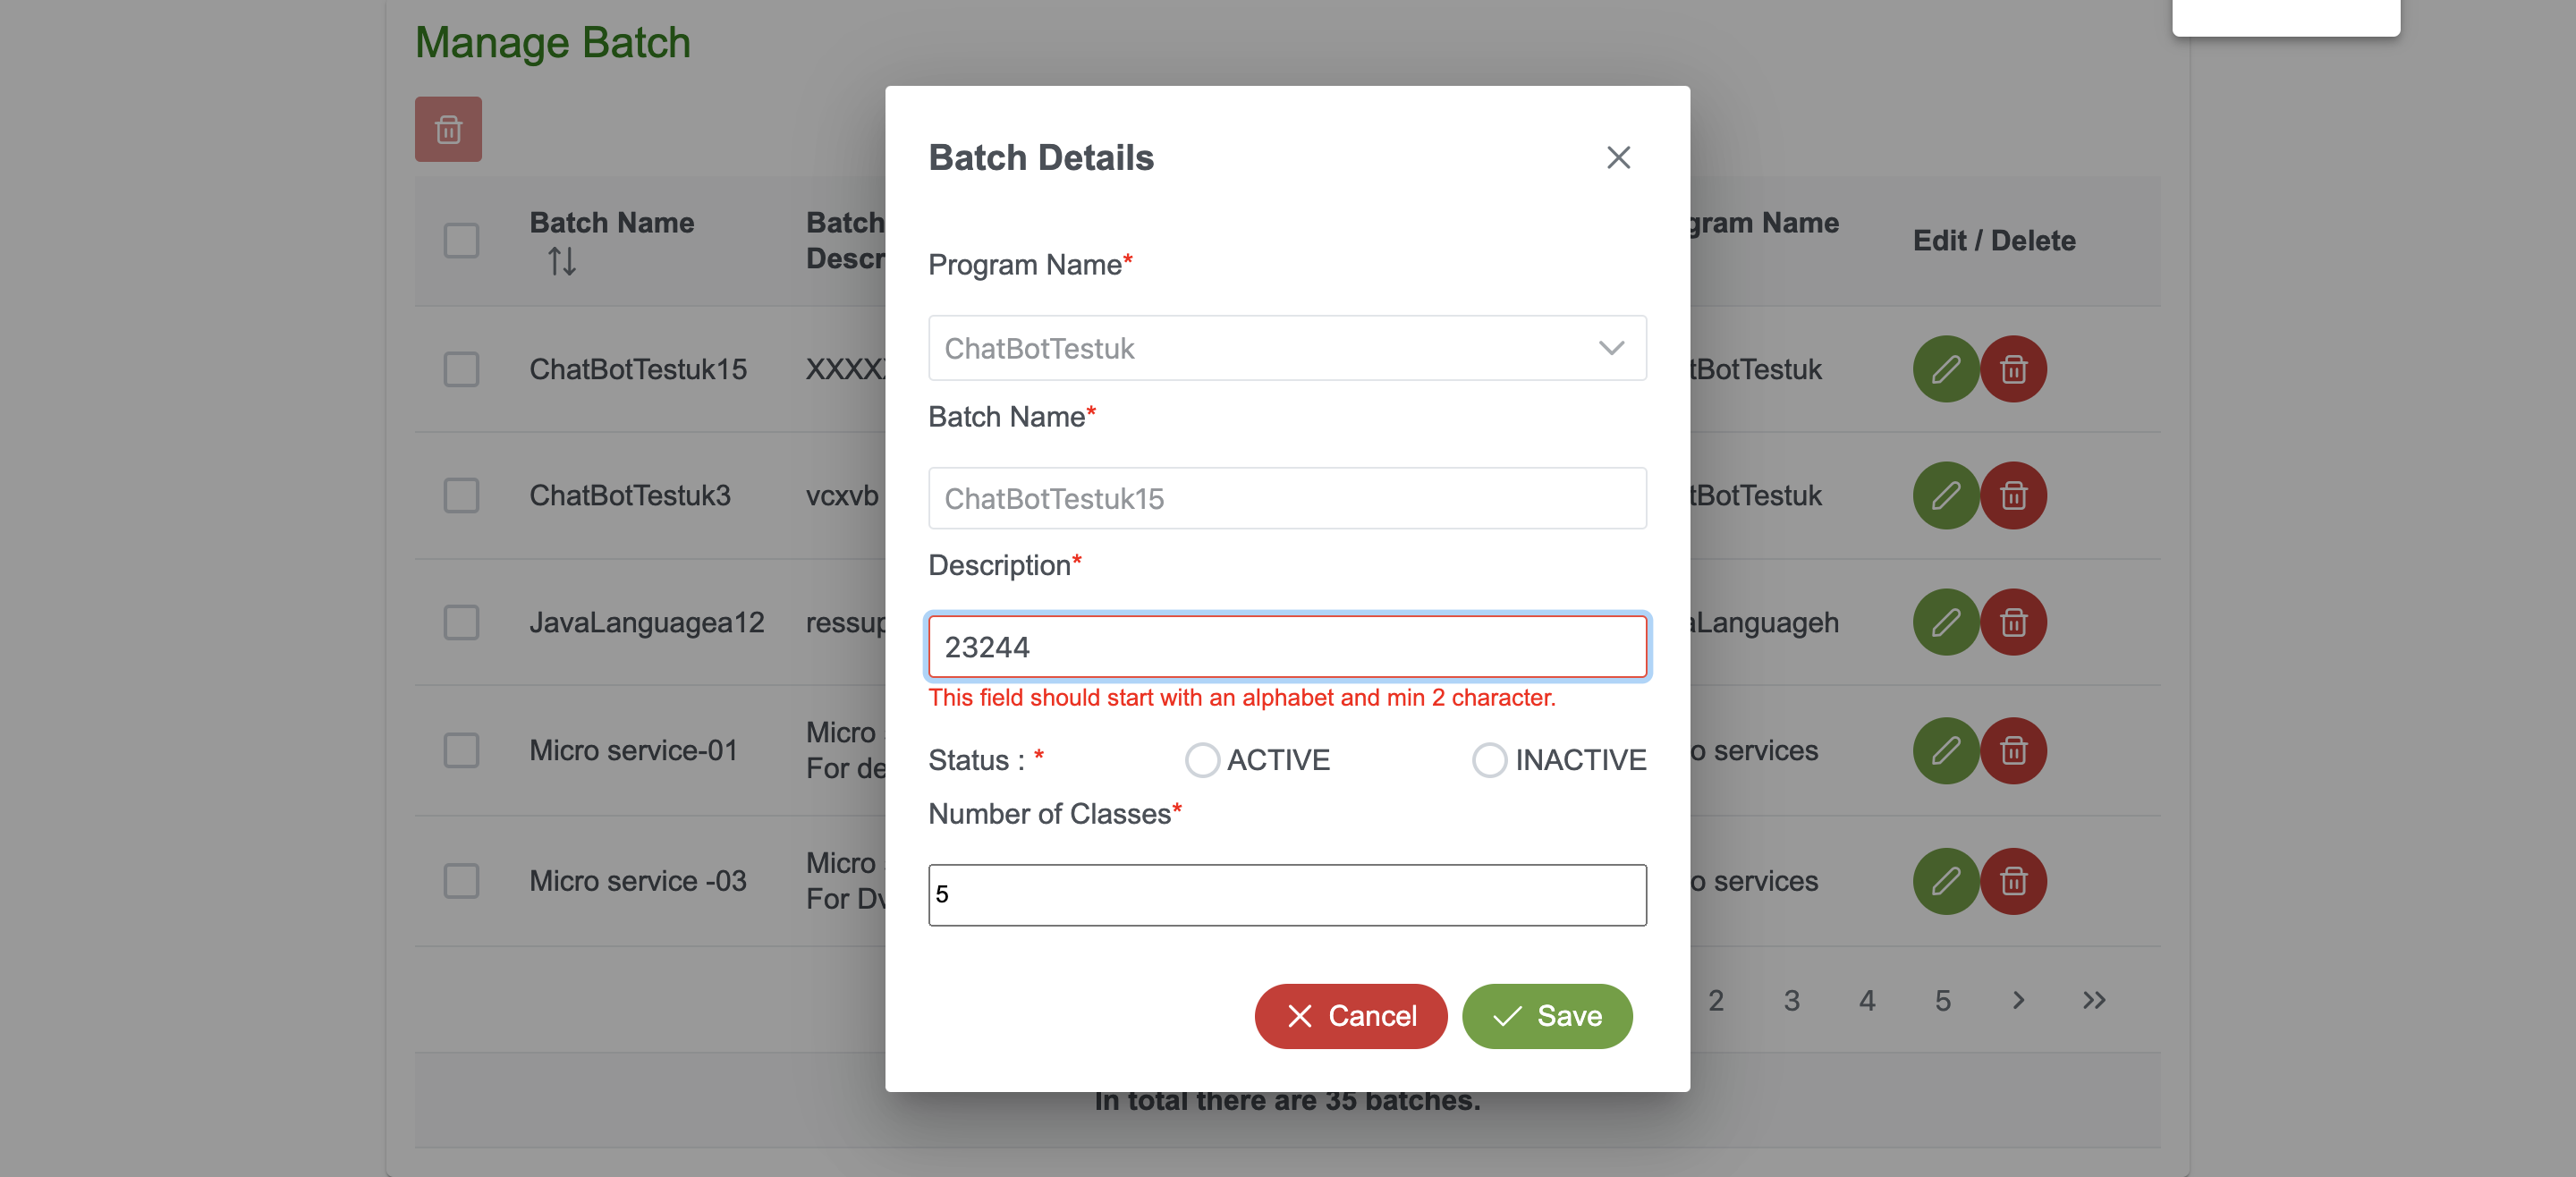 Manage Batch
Batch Details
Batch Name
Batch
Descr
gram Name
Edit / Delete
Program Name*
ChatBotTestuk
ChatBotTestuk15
XXXX
tBotTestuk
Batch Name*
ChatBotTestuk15
ChatBotTestuk3
vcxvb
tBotTestuk
Description*
23244
This field should start with an alphabet and min 2 character.
JavaLanguagea12
ressup
aLanguageh
Status : *
ACTIVE
INACTIVE
Micro service-01
Micro
For de
o services
Number of Classes*
5
Micro service -03
Micro
For Dv
o services
Cancel
Save
2 3 4 5
In total there are 35 batches.